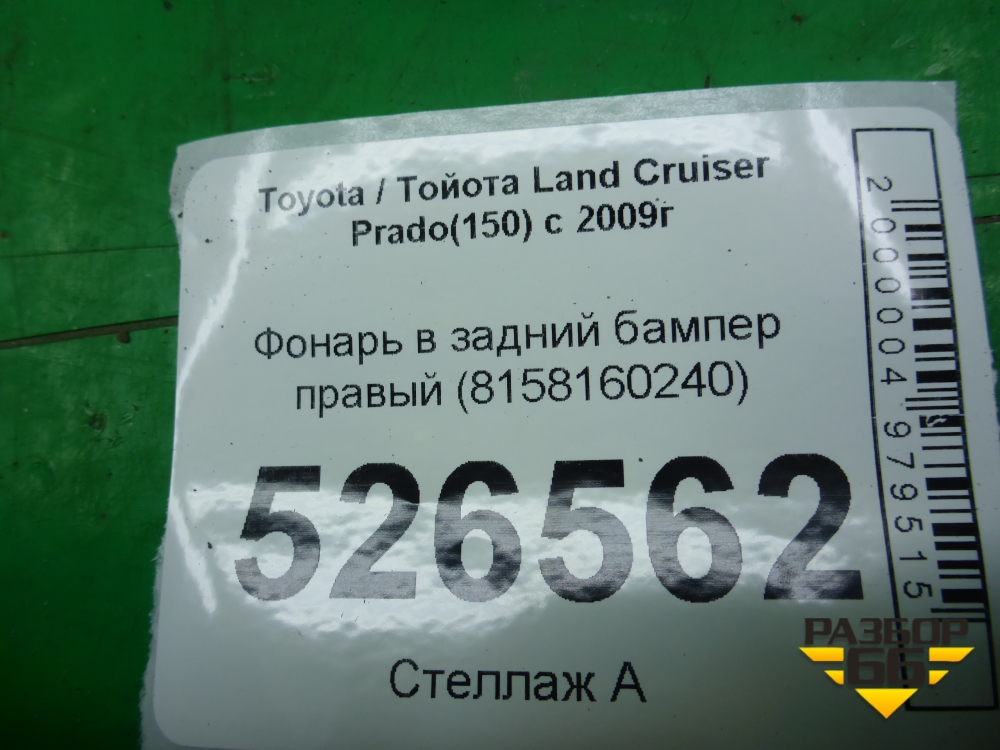 Toyota / Тойота Land Cruiser
Prado(150) с 2009г
Фонарь в задний бампер
правый (8158160240)
526562
Стеллаж А
2000004979515
РАЗБОР
66